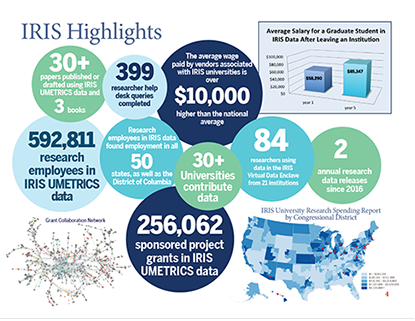 IRIS Highlights
30+
papers published or
drafted using IRIS
UMETRICS data and
3 books
399
researcher help
desk queries
completed
The average wage
paid by vendors associated
with IRIS universities is
over
$10,000
higher than the national
average
Average Salary for a Graduate Student in
IRIS Data After Leaving an Institution
$100,000
$80,000
$60,000
$40,000
$20,000
$0
$58,290
$85,347
year 1
year 5
592,811
research
employees in
IRIS UMETRICS
data
Research
employees in IRIS data
found employment in all
50
states, as well as the
District of Columbia
30+
Universities
contribute
data
84
researchers using
data in the IRIS
Virtual Data Enclave
from 21 institutions
2
annual research
data releases
since 2016
256,062
sponsored project
grants in IRIS
UMETRICS data
Grant Collaboration Network
IRIS University Research Spending Report
by Congressional District
4